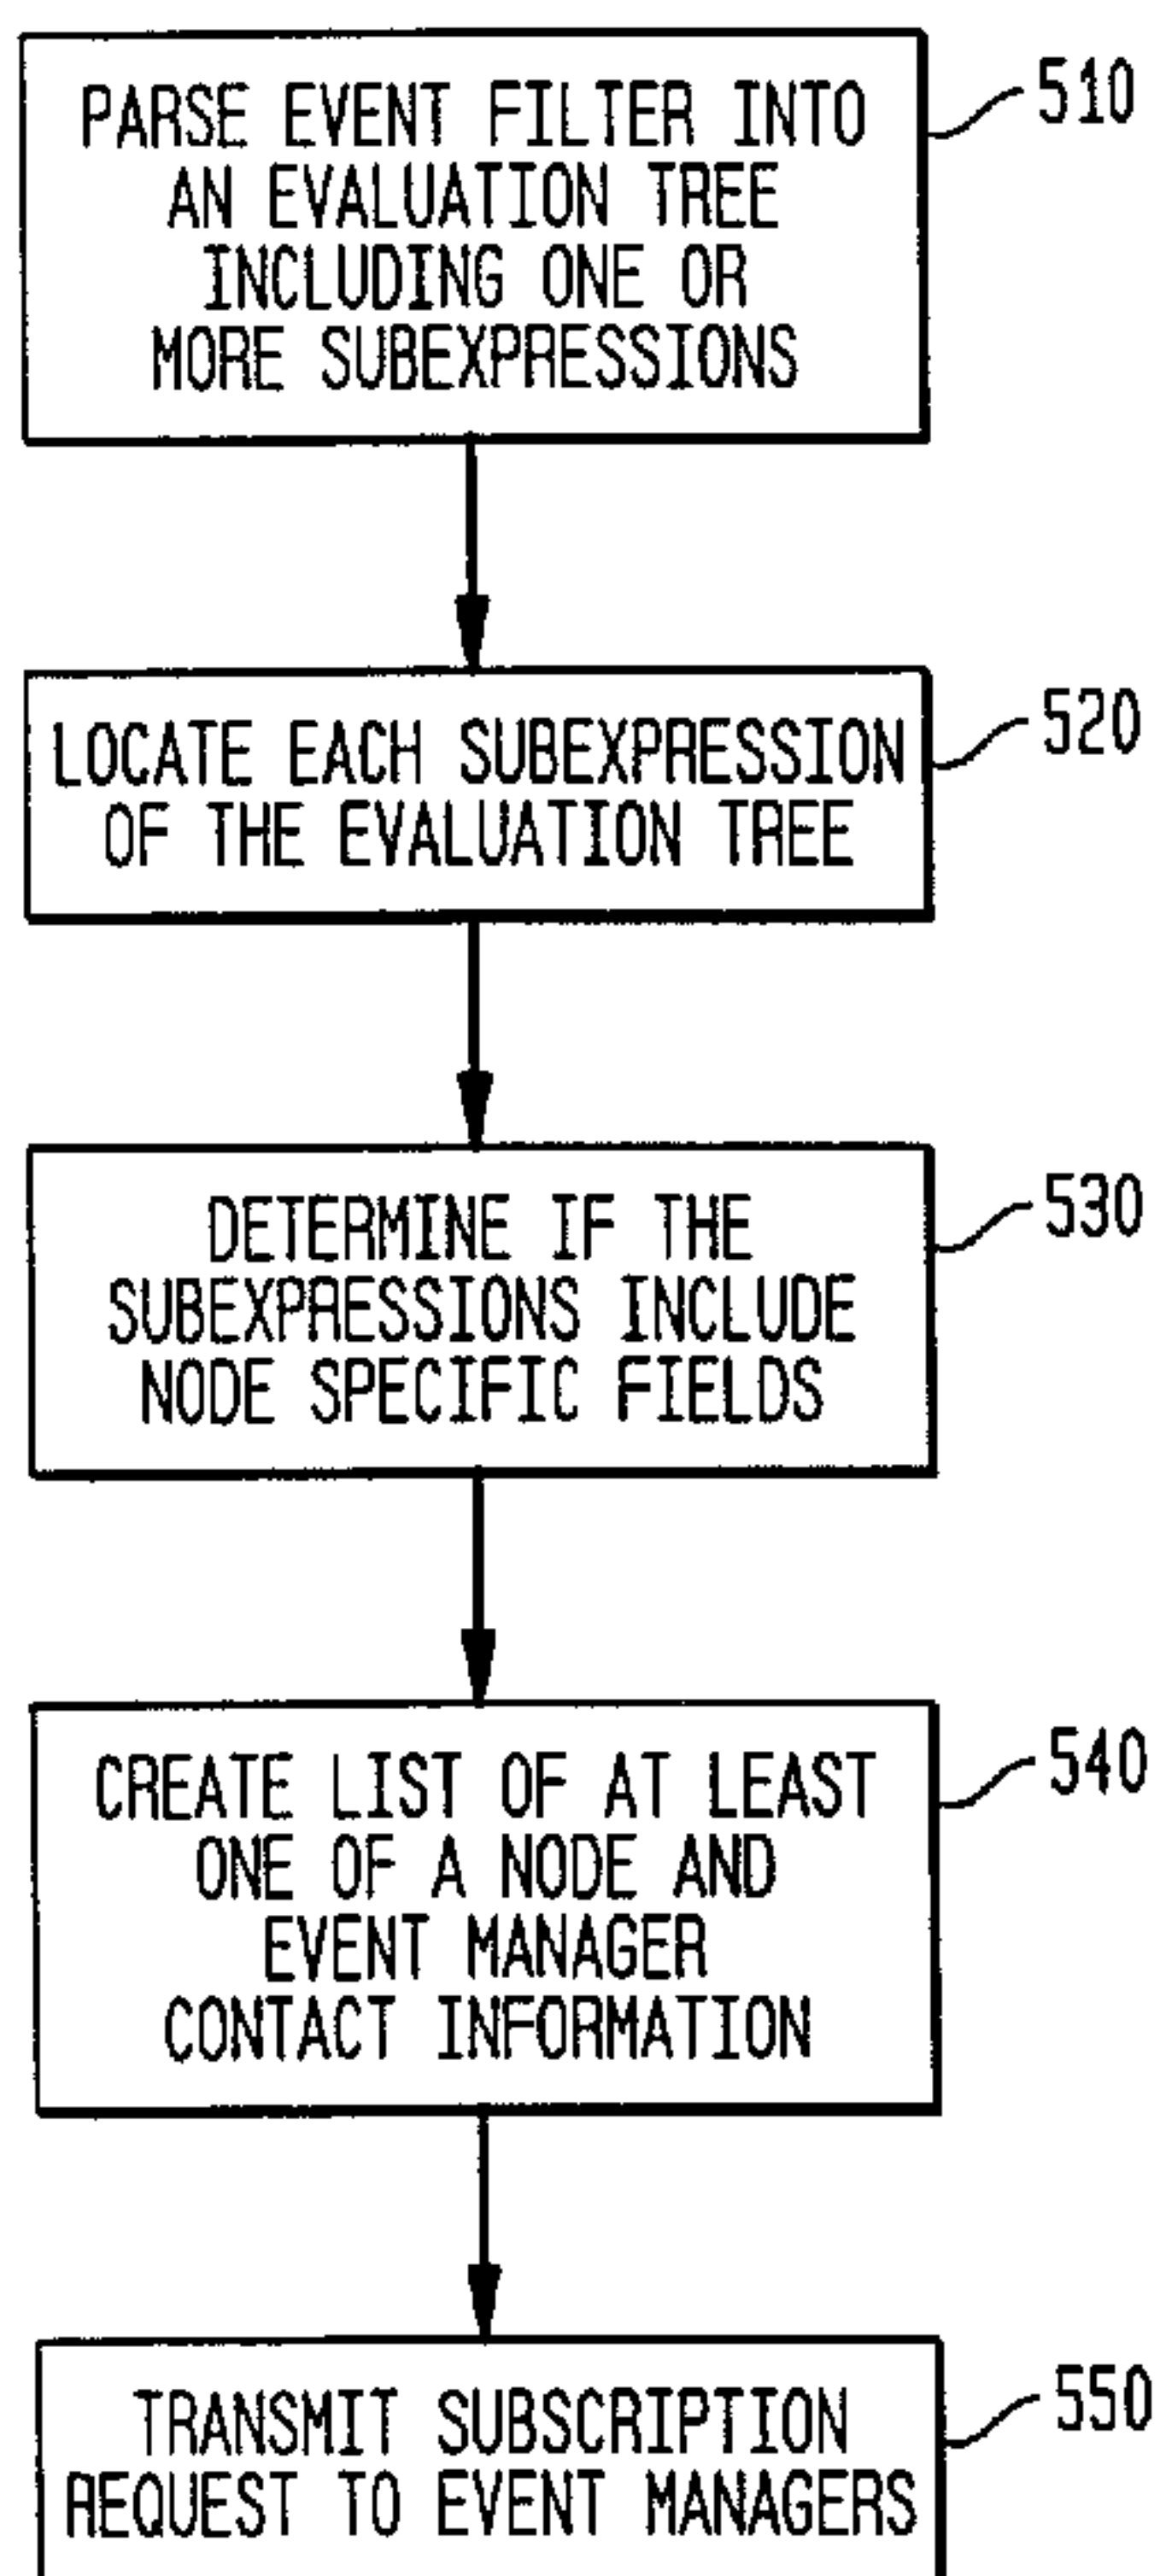 PARSE EVENT FILTER INTO
AN EVALUATION TREE
INCLUDING ONE OR
MORE SUBEXPRESSIONS
510
LOCATE EACH SUBEXPRESSION
OF THE EVALUATION TREE
520
DETERMINE IF THE
SUBEXPRESSIONS INCLUDE
NODE SPECIFIC FIELDS
530
CREATE LIST OF AT LEAST
ONE OF A NODE AND
EVENT MANAGER
CONTACT INFORMATION
540
TRANSMIT SUBSCRIPTION
REQUEST TO EVENT MANAGERS
550